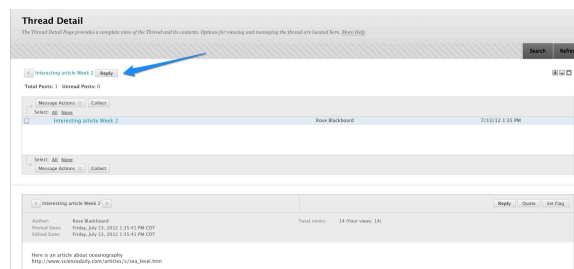 Thread Detail
The Thread Detail Page provides a complete view of the Thread and its contents. Options for viewing and managing the thread are located here. More Help
Search Refre
Interesting article Week 2 Reply
Total Posts: 1 Unread Posts: 0
Message Actions Collect
Select: All None
Interesting article Week 2 Rose Blackboard 7/13/12 1:35 PM
Select: All None
Message Actions Collect
Interesting article Week 2 Reply Quote Set Flag
Author: Rose Blackboard Total views: 14 (Your views: 14)
Posted Date: Friday, July 13, 2012 1:35:41 PM CDT
Edited Date: Friday, July 13, 2012 1:35:41 PM CDT
Here is an article about oceanography
http://www.sciencedaily.com/articles/s/sea_level.htm